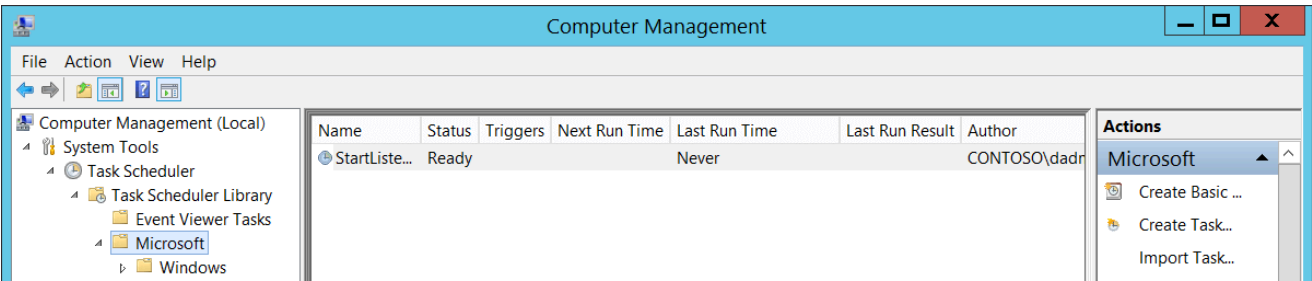 Computer Management
File Action View Help
Computer Management (Local)
System Tools
Task Scheduler
Task Scheduler Library
Event Viewer Tasks
Microsoft
Windows
Name Status Triggers Next Run Time Last Run Time Last Run Result Author
StartListe... Ready Never CONTOSO\dadn
Actions
Microsoft
Create Basic ...
Create Task...
Import Task...